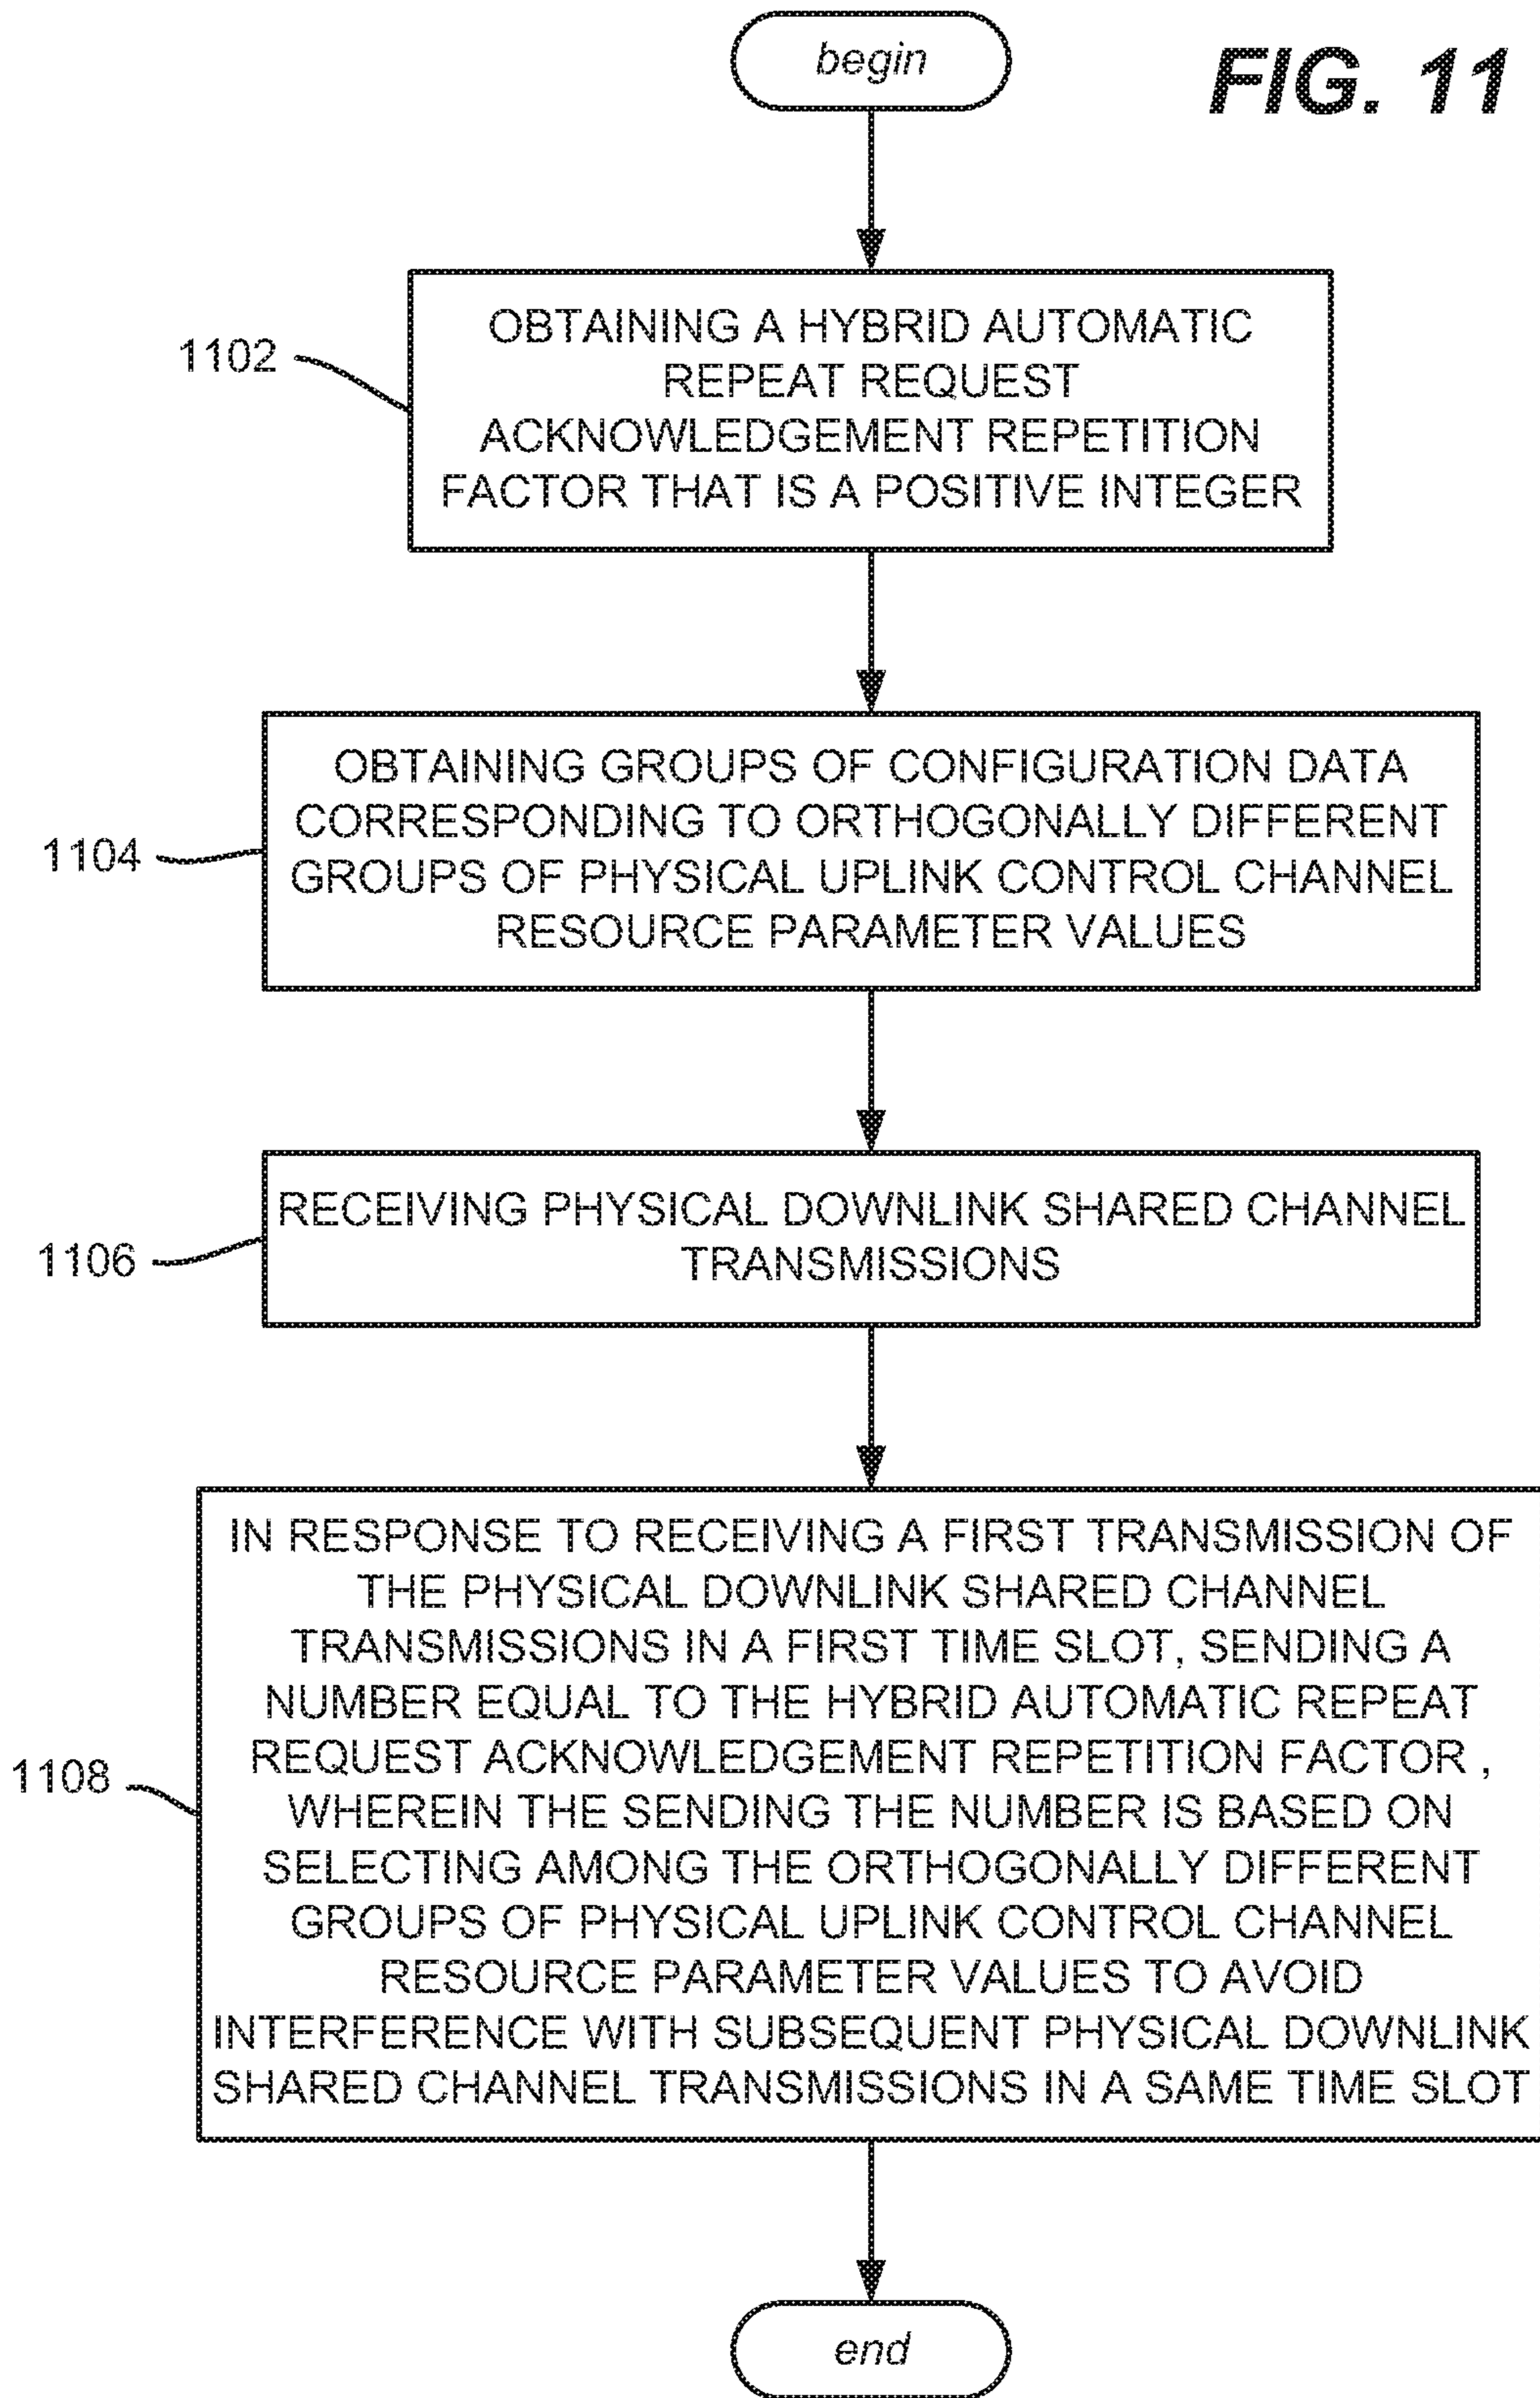 begin
FIG. 11
1102
OBTAINING A HYBRID AUTOMATIC
REPEAT REQUEST
ACKNOWLEDGEMENT REPETITION
FACTOR THAT IS A POSITIVE INTEGER
1104
OBTAINING GROUPS OF CONFIGURATION DATA
CORRESPONDING TO ORTHOGONALLY DIFFERENT
GROUPS OF PHYSICAL UPLINK CONTROL CHANNEL
RESOURCE PARAMETER VALUES
1106
RECEIVING PHYSICAL DOWNLINK SHARED CHANNEL
TRANSMISSIONS
1108
IN RESPONSE TO RECEIVING A FIRST TRANSMISSION OF
THE PHYSICAL DOWNLINK SHARED CHANNEL
TRANSMISSIONS IN A FIRST TIME SLOT, SENDING A
NUMBER EQUAL TO THE HYBRID AUTOMATIC REPEAT
REQUEST ACKNOWLEDGEMENT REPETITION FACTOR ,
WHEREIN THE SENDING THE NUMBER IS BASED ON
SELECTING AMONG THE ORTHOGONALLY DIFFERENT
GROUPS OF PHYSICAL UPLINK CONTROL CHANNEL
RESOURCE PARAMETER VALUES TO AVOID
INTERFERENCE WITH SUBSEQUENT PHYSICAL DOWNLINK
SHARED CHANNEL TRANSMISSIONS IN A SAME TIME SLOT
end